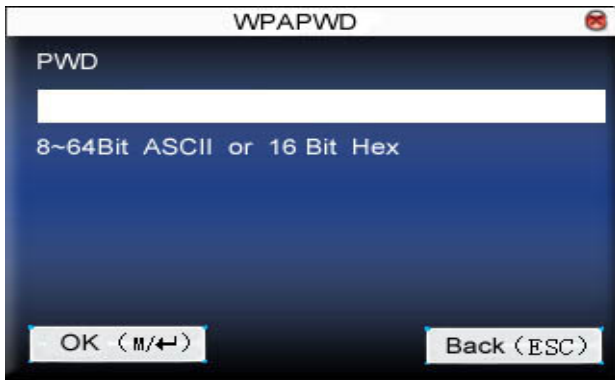 WPAPWD
PWD
8~64Bit ASCII or 16 Bit Hex
OK （M/↵）
Back（ESC）